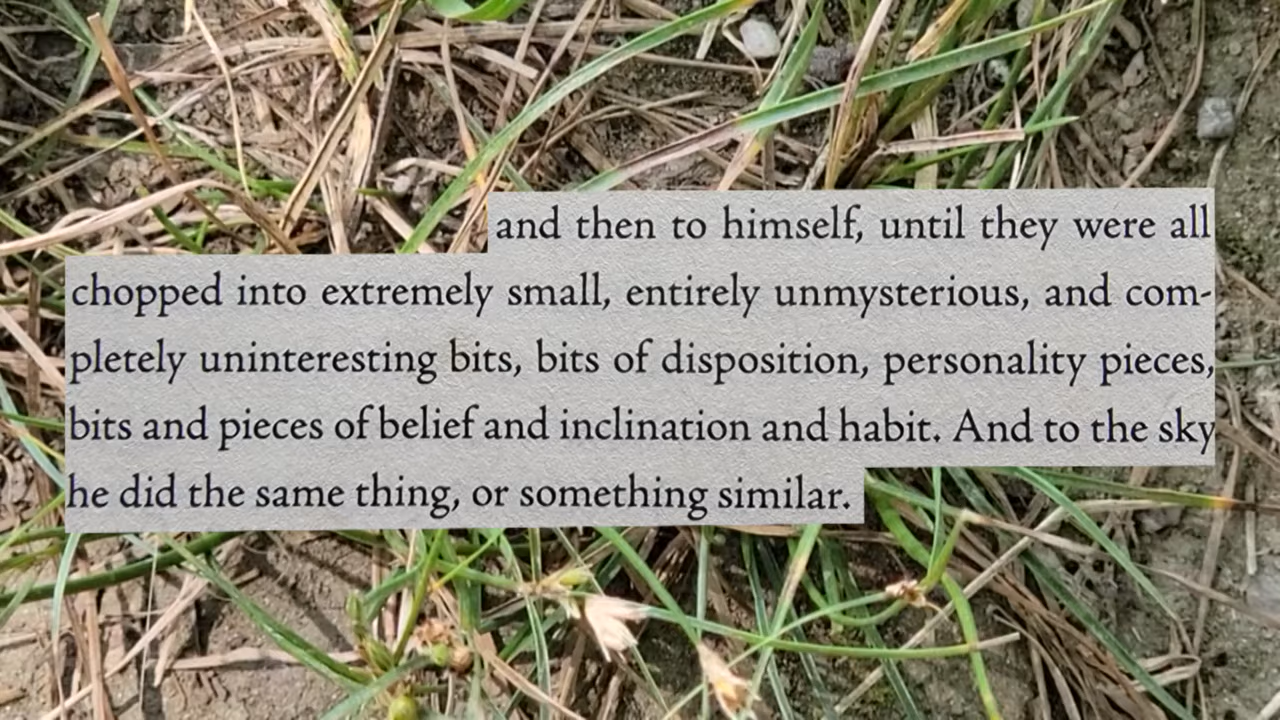 and then to himself, until they were all
chopped into extremely small, entirely unmysterious, and com-
pletely uninteresting bits, bits of disposition, personality pieces,
bits and pieces of belief and inclination and habit. And to the sky
he did the same thing, or something similar.